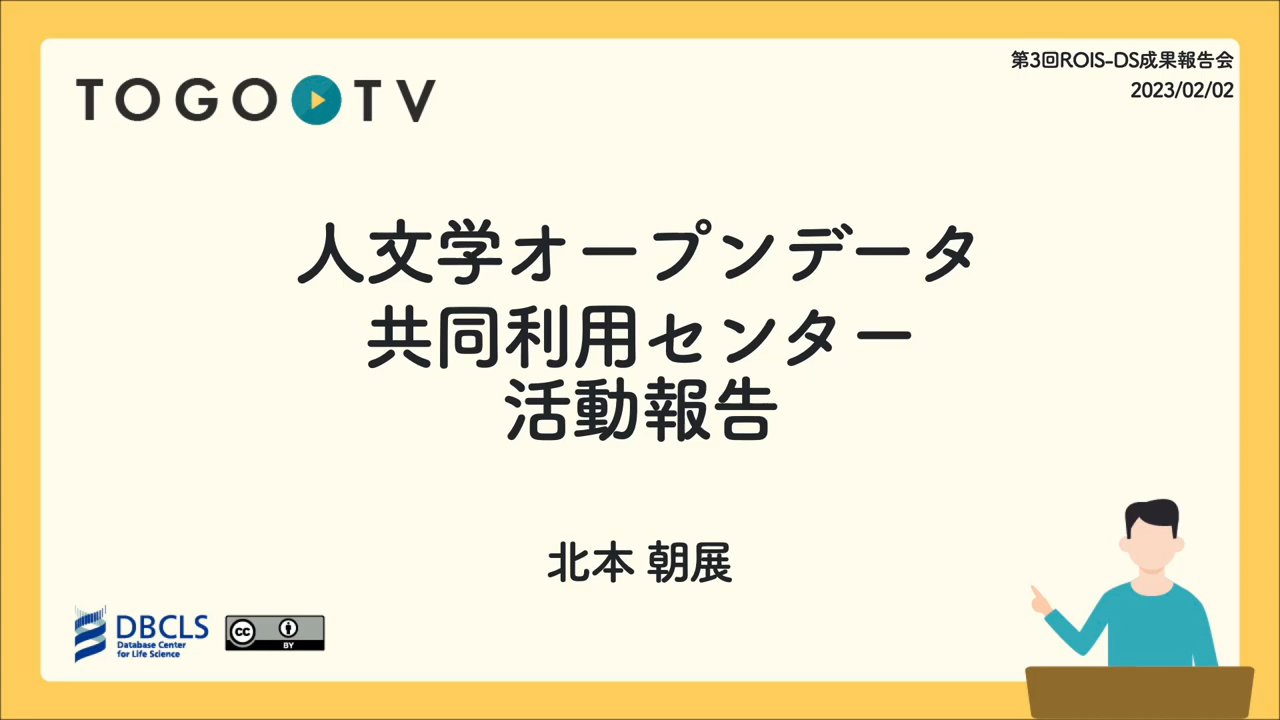 TOGO TV
第3回ROIS-DS成果報告会
2023/02/02
人文学オープンデータ
共同利用センター
活動報告
北本 朝展
DBCLS
Database Center
for Life Science
cc
BY